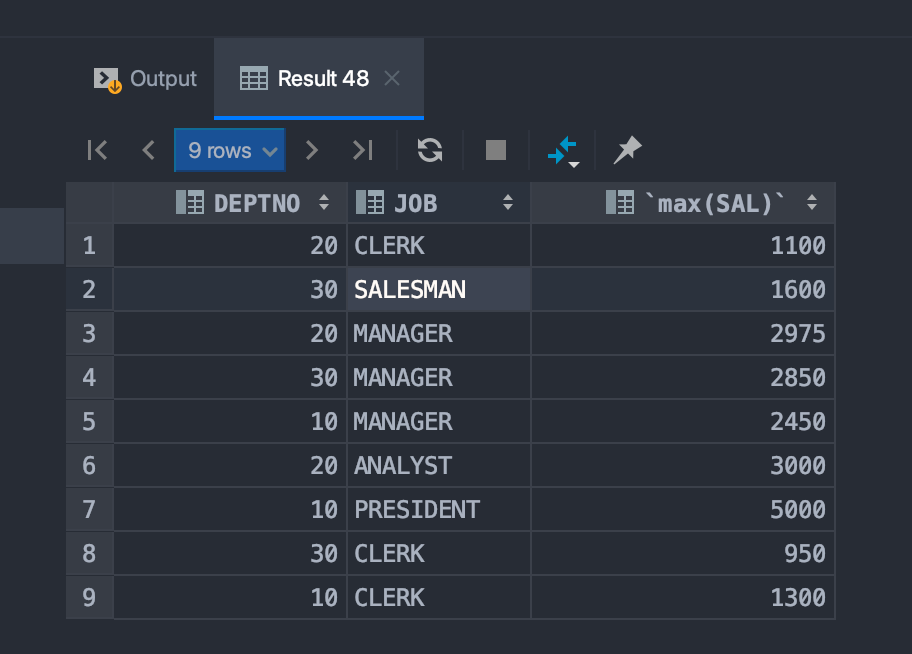 Output Result 48
9 rows
DEPTNO JOB `max(SAL)`
1 20 CLERK 1100
2 30 SALESMAN 1600
3 20 MANAGER 2975
4 30 MANAGER 2850
5 10 MANAGER 2450
6 20 ANALYST 3000
7 10 PRESIDENT 5000
8 30 CLERK 950
9 10 CLERK 1300